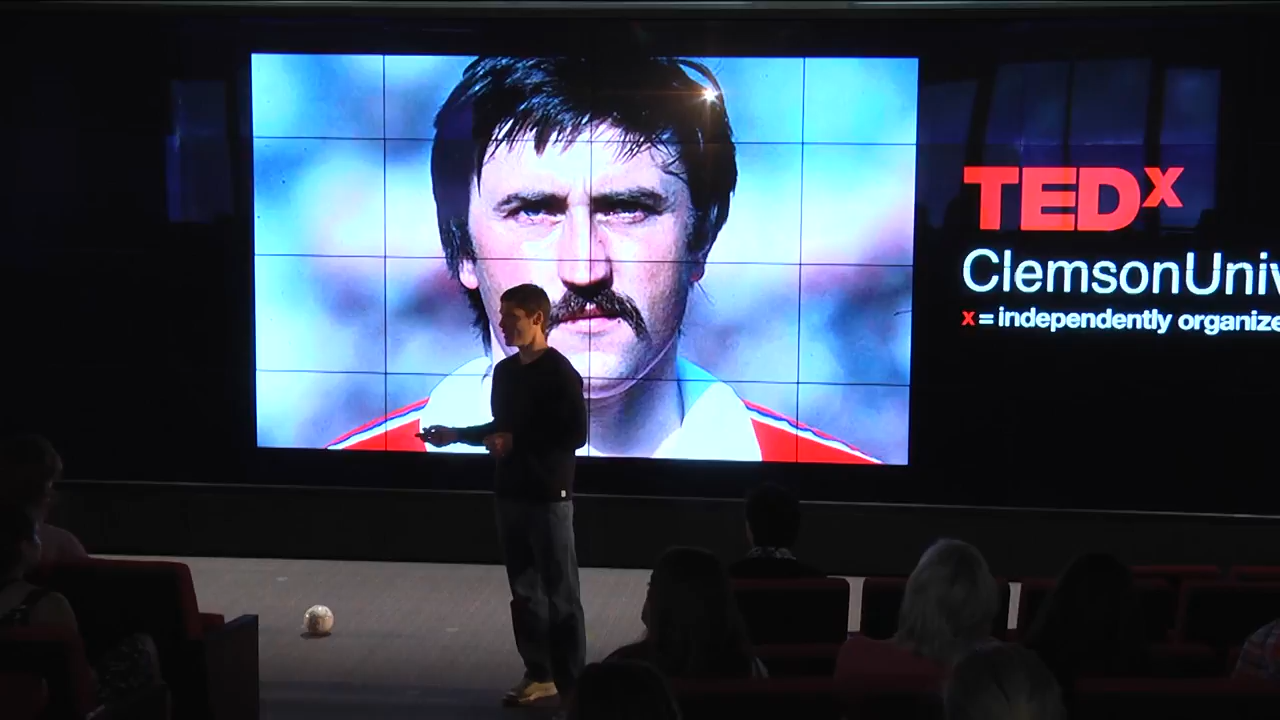 TEDx
ClemsonUniv
x = independently organize